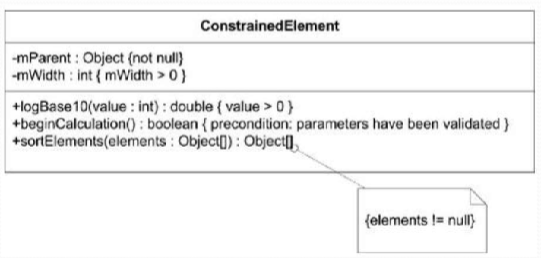 ConstrainedElement
-mParent : Object {not null}
-mWidth : int { mWidth > 0 }
+logBase10(value : int) : double { value > 0 }
+beginCalculation() : boolean { precondition: parameters have been validated }
+sortElements(elements : Object[]) : Object[]
{elements != null}